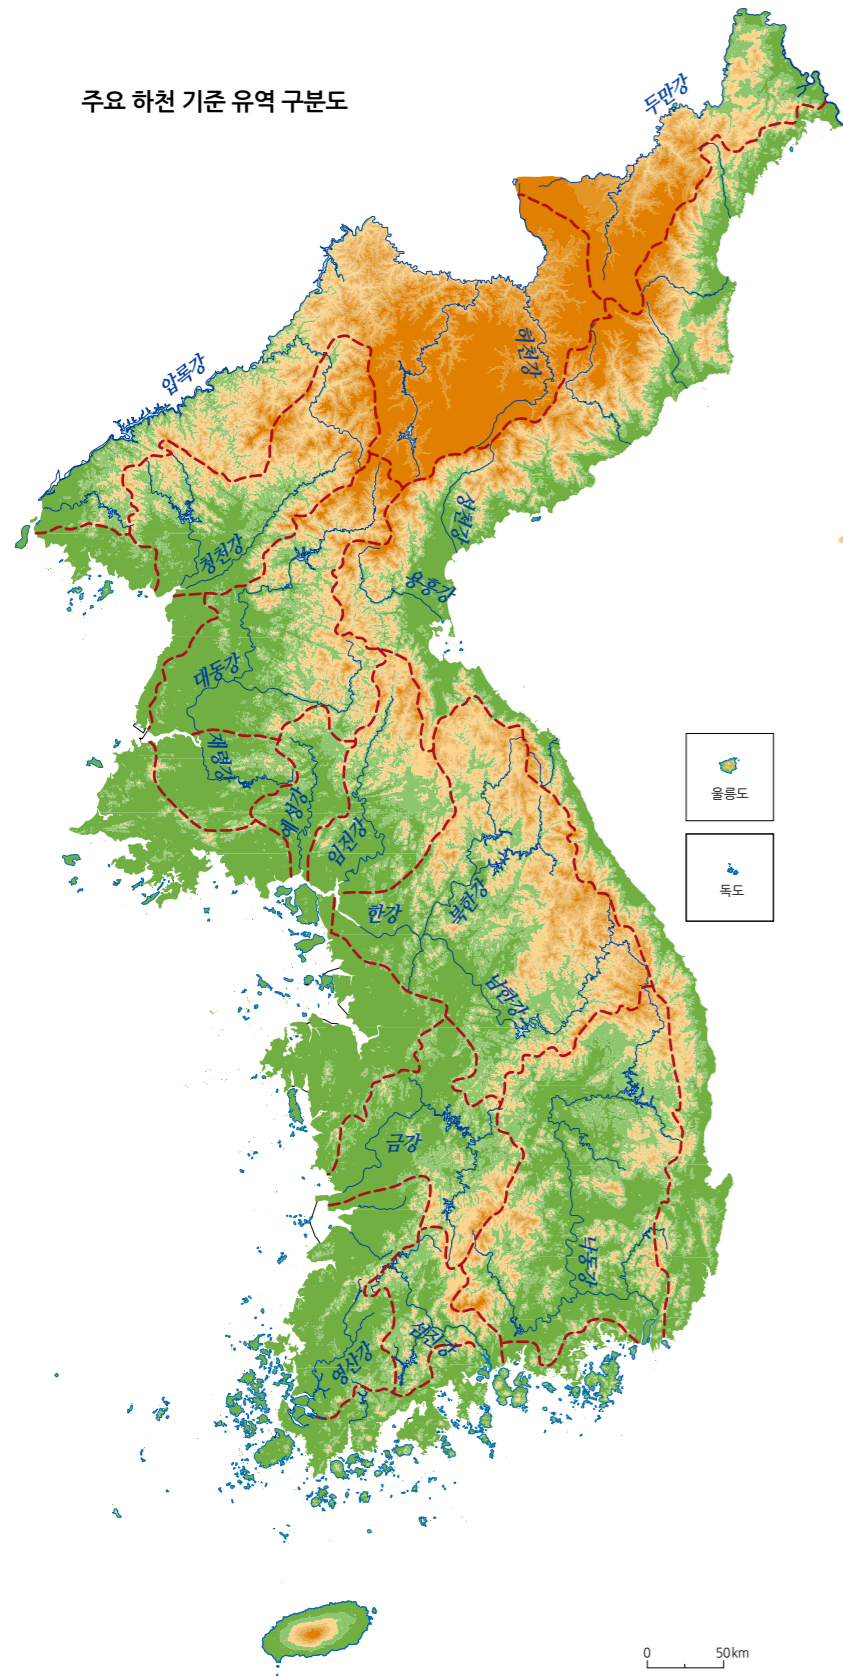 주요 하천 기준 유역 구분도
두만강
허천강
압록강
성천강
청천강
용흥강
대동강
재령강
울릉도
예성강
임진강
독도
북한강
한강
남한강
금강
낙동강
섬진강
영산강
0 50km